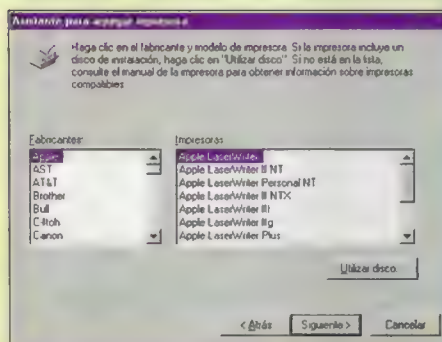 Asistente para agregar impresora
Haga clic en el fabricante y modelo de impresora. Si la impresora incluye un
disco de instalación, haga clic en "Utilizar disco". Si no está en la lista,
consulte el manual de la impresora para obtener información sobre impresoras
compatibles
Fabricantes:
Apple
AST
AT&T
Brother
Bull
C-Itoh
Canon
Impresoras:
Apple LaserWriter
Apple LaserWriter II NT
Apple LaserWriter Personal NT
Apple LaserWriter II NTX
Apple LaserWriter IIf
Apple LaserWriter IIg
Apple LaserWriter Plus
Utilizar disco...
< Atrás
Siguiente >
Cancelar